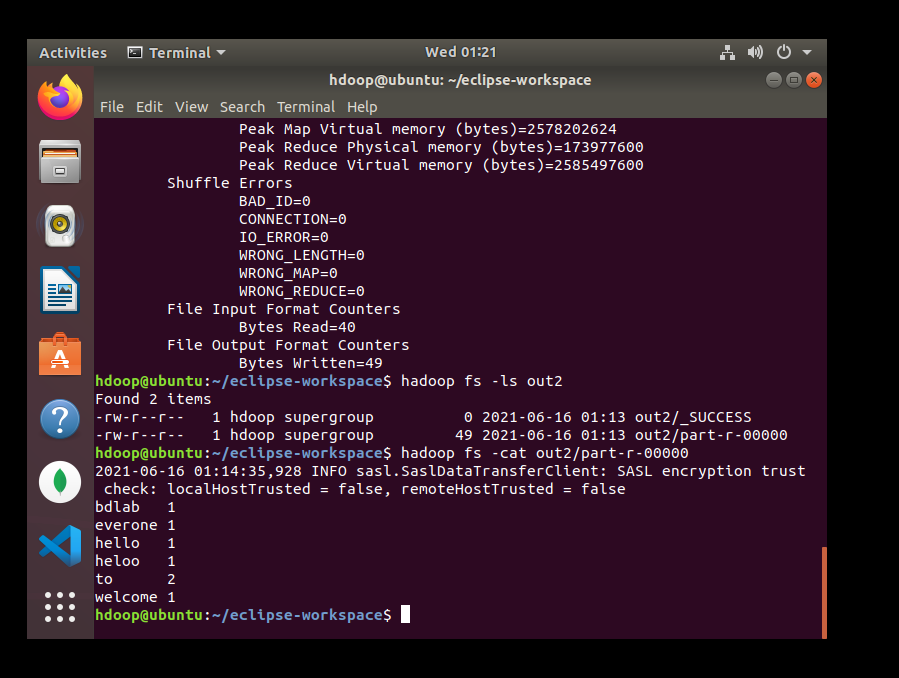 Activities Terminal Wed 01:21
hdoop@ubuntu: ~/eclipse-workspace
File Edit View Search Terminal Help
Peak Map Virtual memory (bytes)=2578202624
Peak Reduce Physical memory (bytes)=173977600
Peak Reduce Virtual memory (bytes)=2585497600
Shuffle Errors
BAD_ID=0
CONNECTION=0
IO_ERROR=0
WRONG_LENGTH=0
WRONG_MAP=0
WRONG_REDUCE=0
File Input Format Counters
Bytes Read=40
File Output Format Counters
Bytes Written=49
hdoop@ubuntu:~/eclipse-workspace$ hadoop fs -ls out2
Found 2 items
-rw-r--r--   1 hdoop supergroup          0 2021-06-16 01:13 out2/_SUCCESS
-rw-r--r--   1 hdoop supergroup         49 2021-06-16 01:13 out2/part-r-00000
hdoop@ubuntu:~/eclipse-workspace$ hadoop fs -cat out2/part-r-00000
2021-06-16 01:14:35,928 INFO sasl.SaslDataTransferClient: SASL encryption trust
check: localHostTrusted = false, remoteHostTrusted = false
bdlab   1
everone 1
hello   1
heloo   1
to      2
welcome 1
hdoop@ubuntu:~/eclipse-workspace$